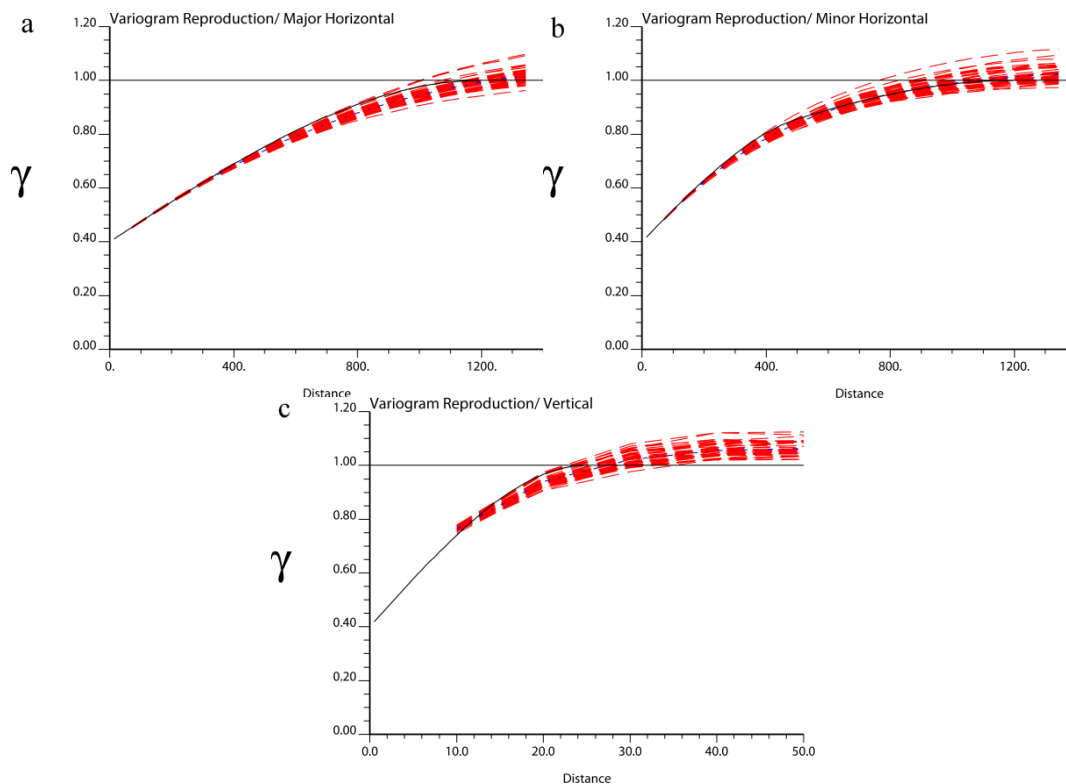 a
Variogram Reproduction/ Major Horizontal
1.20
1.00
0.80
0.60
0.40
0.20
0.00
γ
0.
400.
800.
1200.
Distance
b
Variogram Reproduction/ Minor Horizontal
1.20
1.00
0.80
0.60
0.40
0.20
0.00
γ
0.
400.
800.
1200.
Distance
c
Variogram Reproduction/ Vertical
1.20
1.00
0.80
0.60
0.40
0.20
0.00
γ
0.0
10.0
20.0
30.0
40.0
50.0
Distance